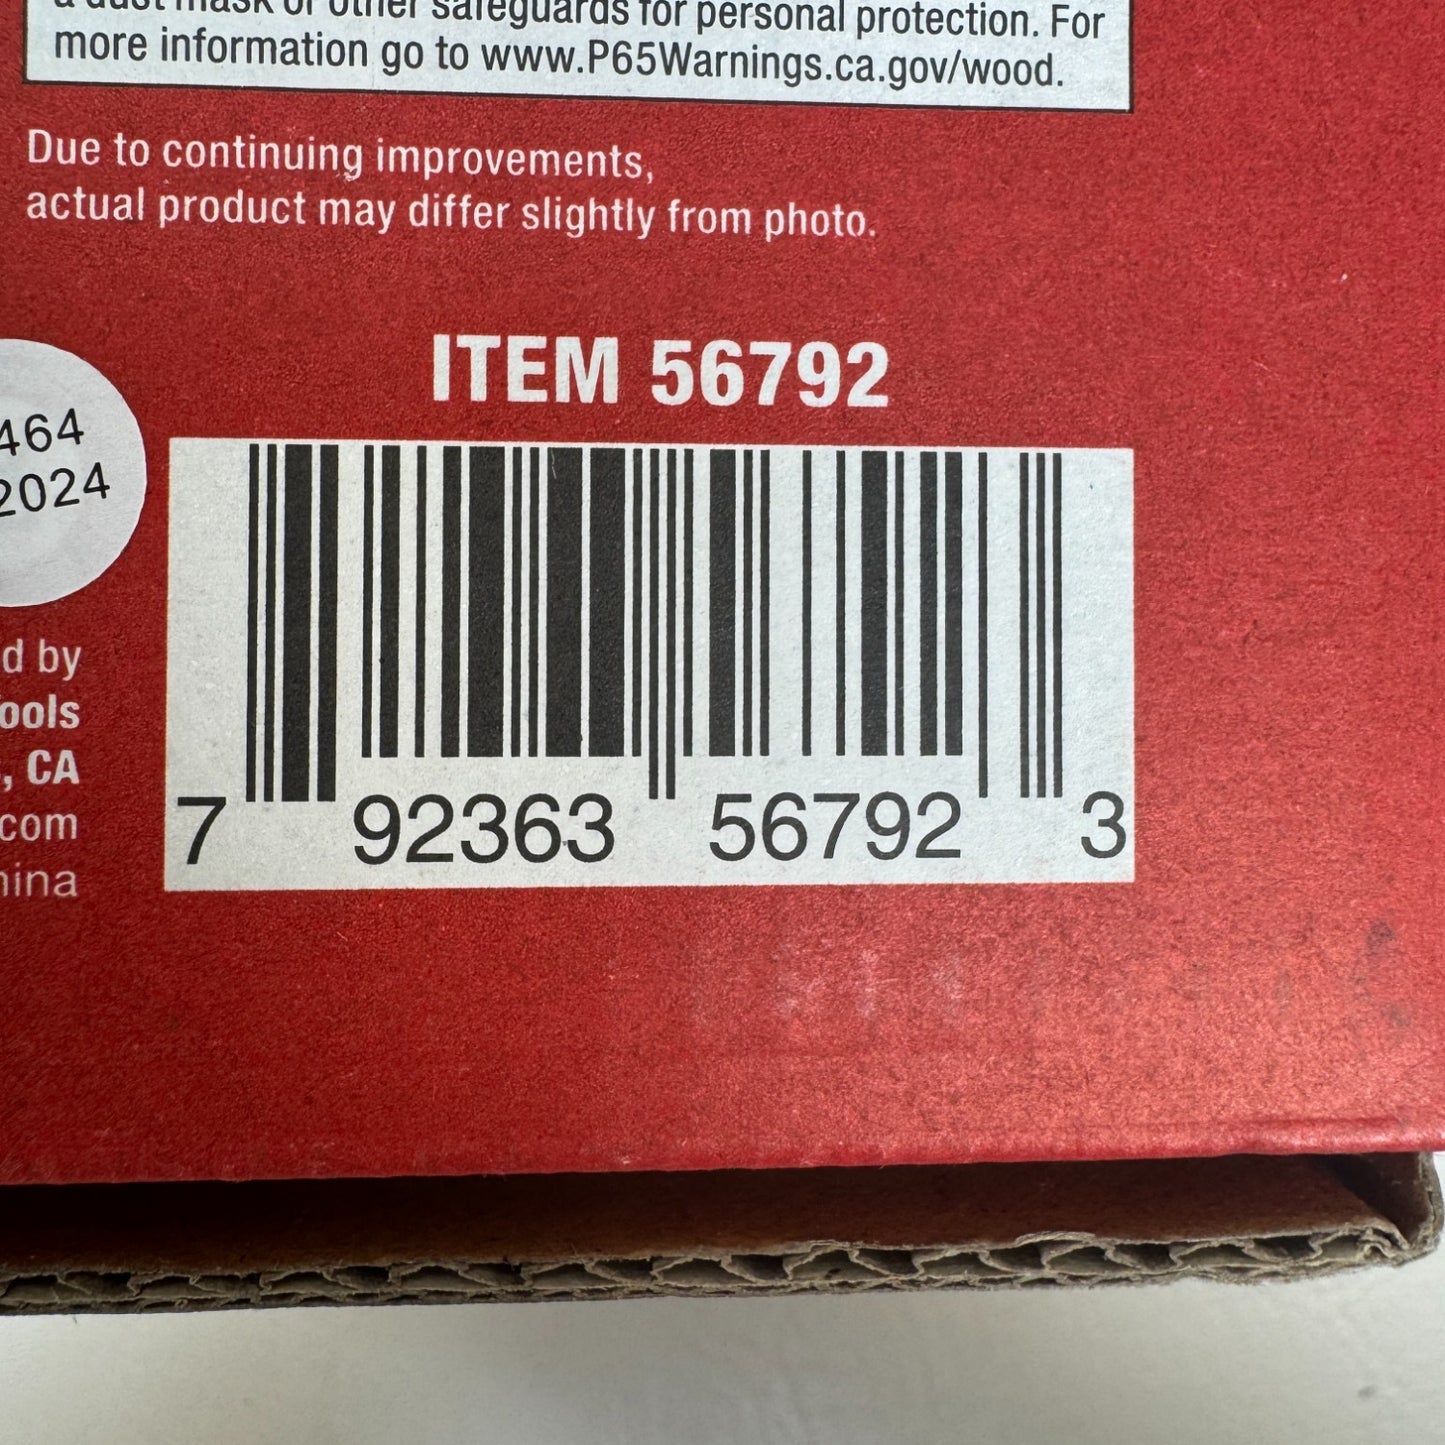 a dust mask or other safeguards for personal protection. For
more information go to www.P65Warnings.ca.gov/wood.
Due to continuing improvements,
actual product may differ slightly from photo.
ITEM 56792
464
2024
d by
ools
, CA
com
hina
7 92363 56792 3